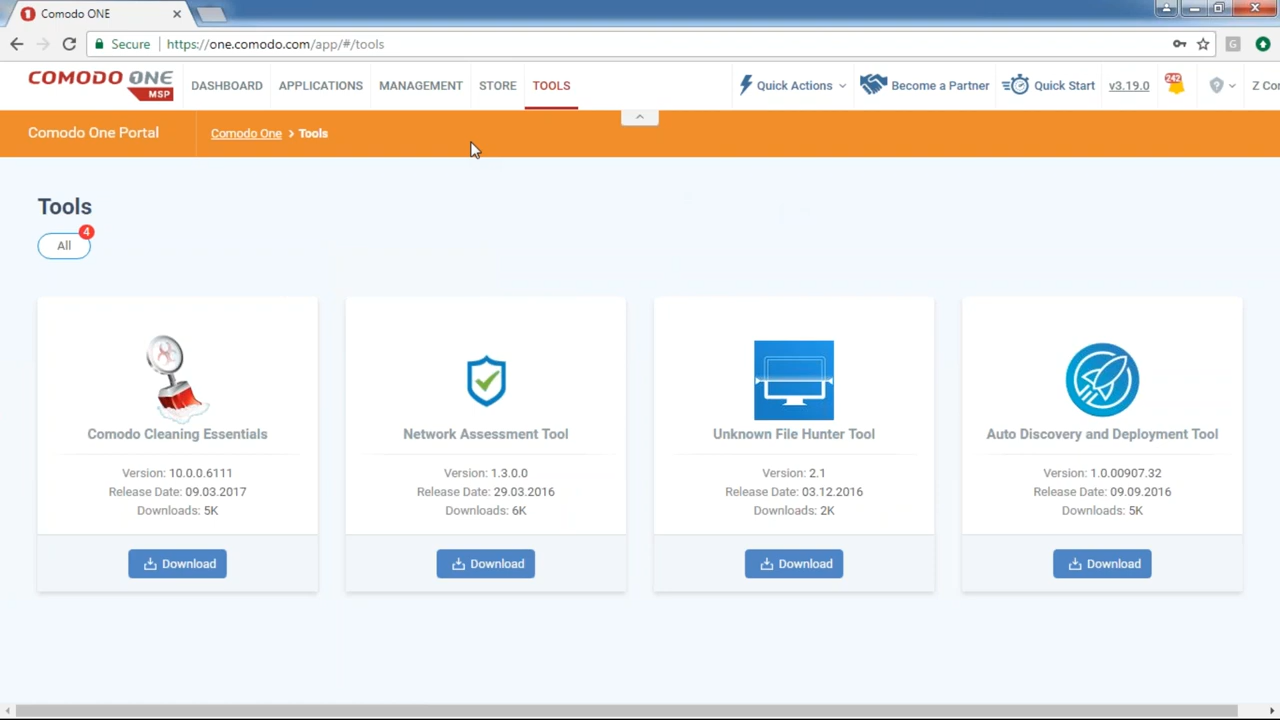 Comodo ONE
Secure https://one.comodo.com/app/#/tools
COMODO ONE
MSP
DASHBOARD APPLICATIONS MANAGEMENT STORE TOOLS
Quick Actions Become a Partner Quick Start v3.19.0 242 Z Con
Comodo One Portal Comodo One > Tools
Tools
All 4
Comodo Cleaning Essentials
Version: 10.0.0.6111
Release Date: 09.03.2017
Downloads: 5K
Download
Network Assessment Tool
Version: 1.3.0.0
Release Date: 29.03.2016
Downloads: 6K
Download
Unknown File Hunter Tool
Version: 2.1
Release Date: 03.12.2016
Downloads: 2K
Download
Auto Discovery and Deployment Tool
Version: 1.0.00907.32
Release Date: 09.09.2016
Downloads: 5K
Download